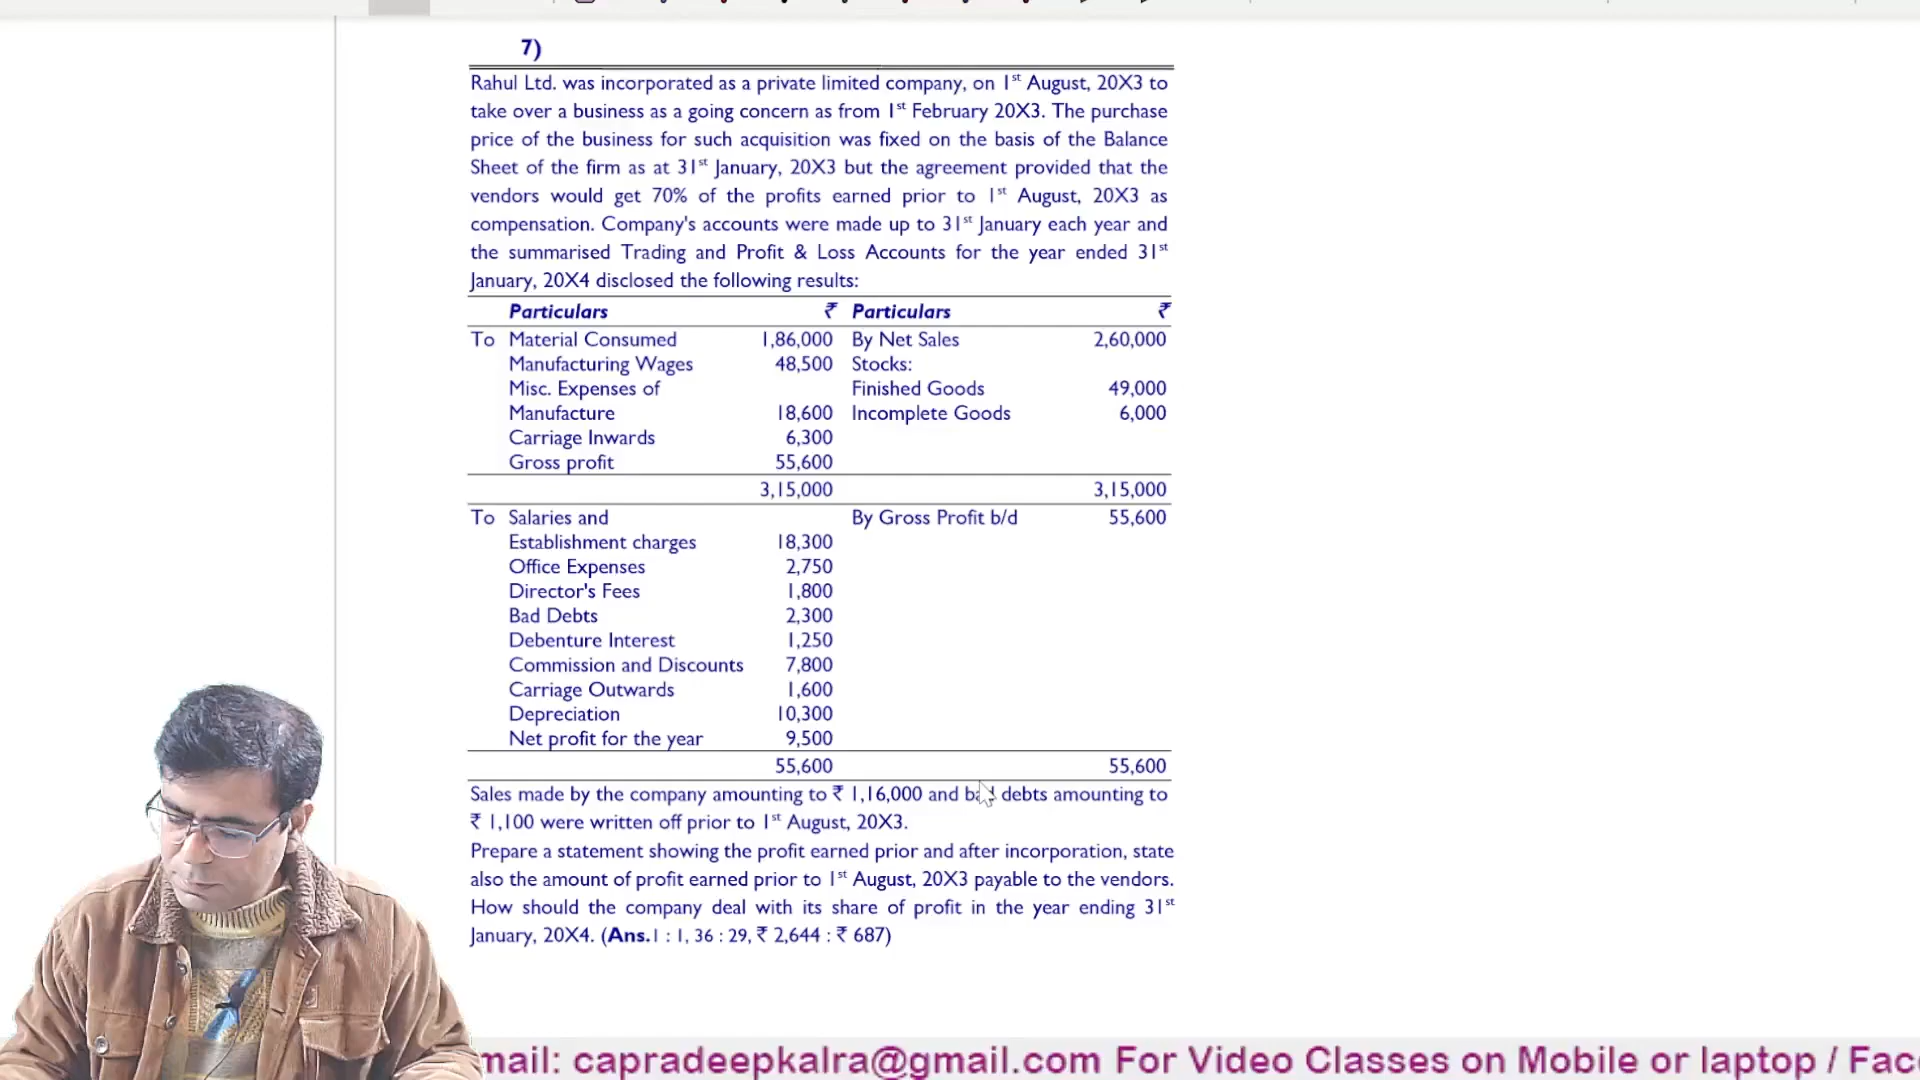 7)
Rahul Ltd. was incorporated as a private limited company, on 1st August, 20X3 to
take over a business as a going concern as from 1st February 20X3. The purchase
price of the business for such acquisition was fixed on the basis of the Balance
Sheet of the firm as at 31st January, 20X3 but the agreement provided that the
vendors would get 70% of the profits earned prior to 1st August, 20X3 as
compensation. Company's accounts were made up to 31st January each year and
the summarised Trading and Profit & Loss Accounts for the year ended 31st
January, 20X4 disclosed the following results:
Particulars ₹ Particulars ₹
To Material Consumed 1,86,000 By Net Sales 2,60,000
Manufacturing Wages 48,500 Stocks:
Misc. Expenses of Finished Goods 49,000
Manufacture 18,600 Incomplete Goods 6,000
Carriage Inwards 6,300
Gross profit 55,600
3,15,000 3,15,000
To Salaries and By Gross Profit b/d 55,600
Establishment charges 18,300
Office Expenses 2,750
Director's Fees 1,800
Bad Debts 2,300
Debenture Interest 1,250
Commission and Discounts 7,800
Carriage Outwards 1,600
Depreciation 10,300
Net profit for the year 9,500
55,600 55,600
Sales made by the company amounting to ₹ 1,16,000 and bad debts amounting to
₹ 1,100 were written off prior to 1st August, 20X3.
Prepare a statement showing the profit earned prior and after incorporation, state
also the amount of profit earned prior to 1st August, 20X3 payable to the vendors.
How should the company deal with its share of profit in the year ending 31st
January, 20X4. (Ans.1 : 1, 36 : 29, ₹ 2,644 : ₹ 687)
mail: capradeepkalra@gmail.com For Video Classes on Mobile or laptop / Fac